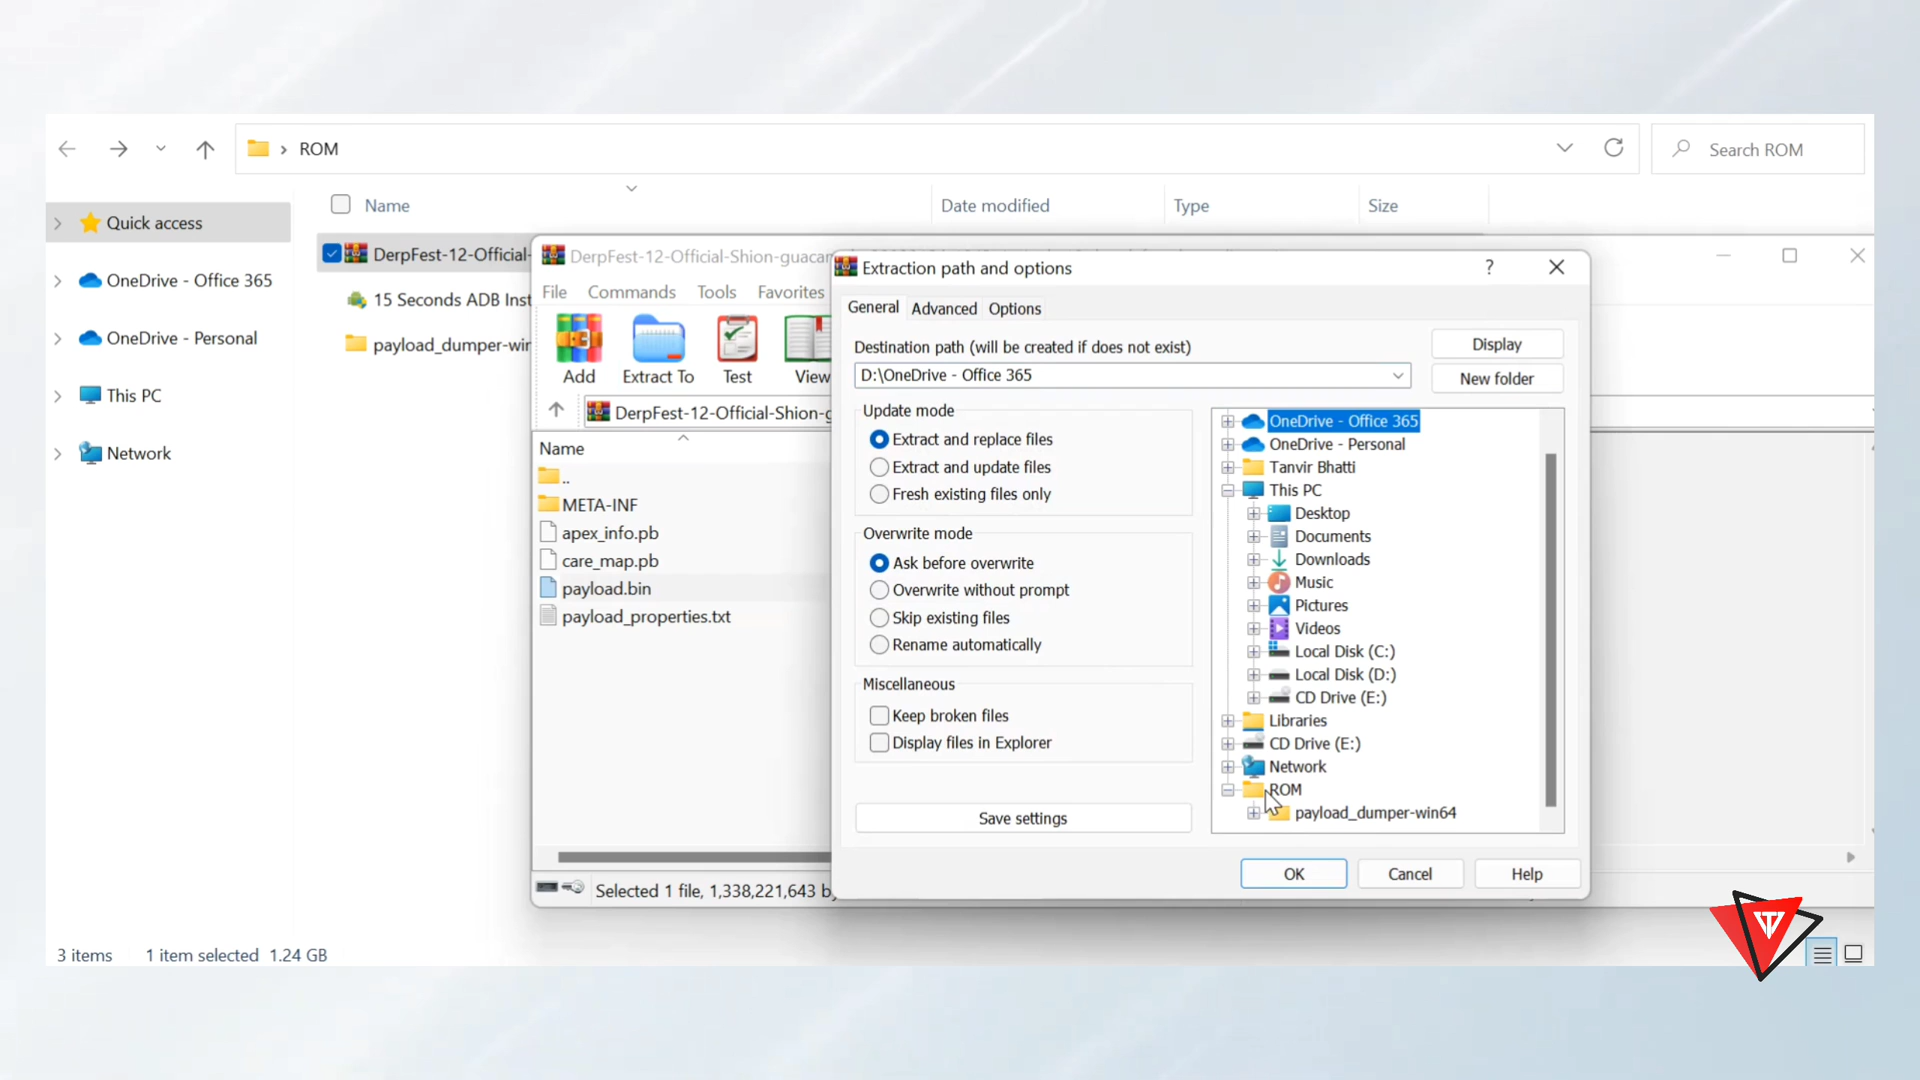 ROM
Search ROM
Name
Date modified
Type
Size
Quick access
OneDrive - Office 365
OneDrive - Personal
This PC
Network
DerpFest-12-Official-
15 Seconds ADB Inst
payload_dumper-wir
DerpFest-12-Official-Shion-guacan
File Commands Tools Favorites
Add Extract To Test View
DerpFest-12-Official-Shion-g
Name
..
META-INF
apex_info.pb
care_map.pb
payload.bin
payload_properties.txt
Selected 1 file, 1,338,221,643 by
Extraction path and options
?
General Advanced Options
Destination path (will be created if does not exist)
D:\OneDrive - Office 365
Display
New folder
Update mode
Extract and replace files
Extract and update files
Fresh existing files only
Overwrite mode
Ask before overwrite
Overwrite without prompt
Skip existing files
Rename automatically
Miscellaneous
Keep broken files
Display files in Explorer
Save settings
OneDrive - Office 365
OneDrive - Personal
Tanvir Bhatti
This PC
Desktop
Documents
Downloads
Music
Pictures
Videos
Local Disk (C:)
Local Disk (D:)
CD Drive (E:)
Libraries
CD Drive (E:)
Network
ROM
payload_dumper-win64
OK Cancel Help
3 items 1 item selected 1.24 GB